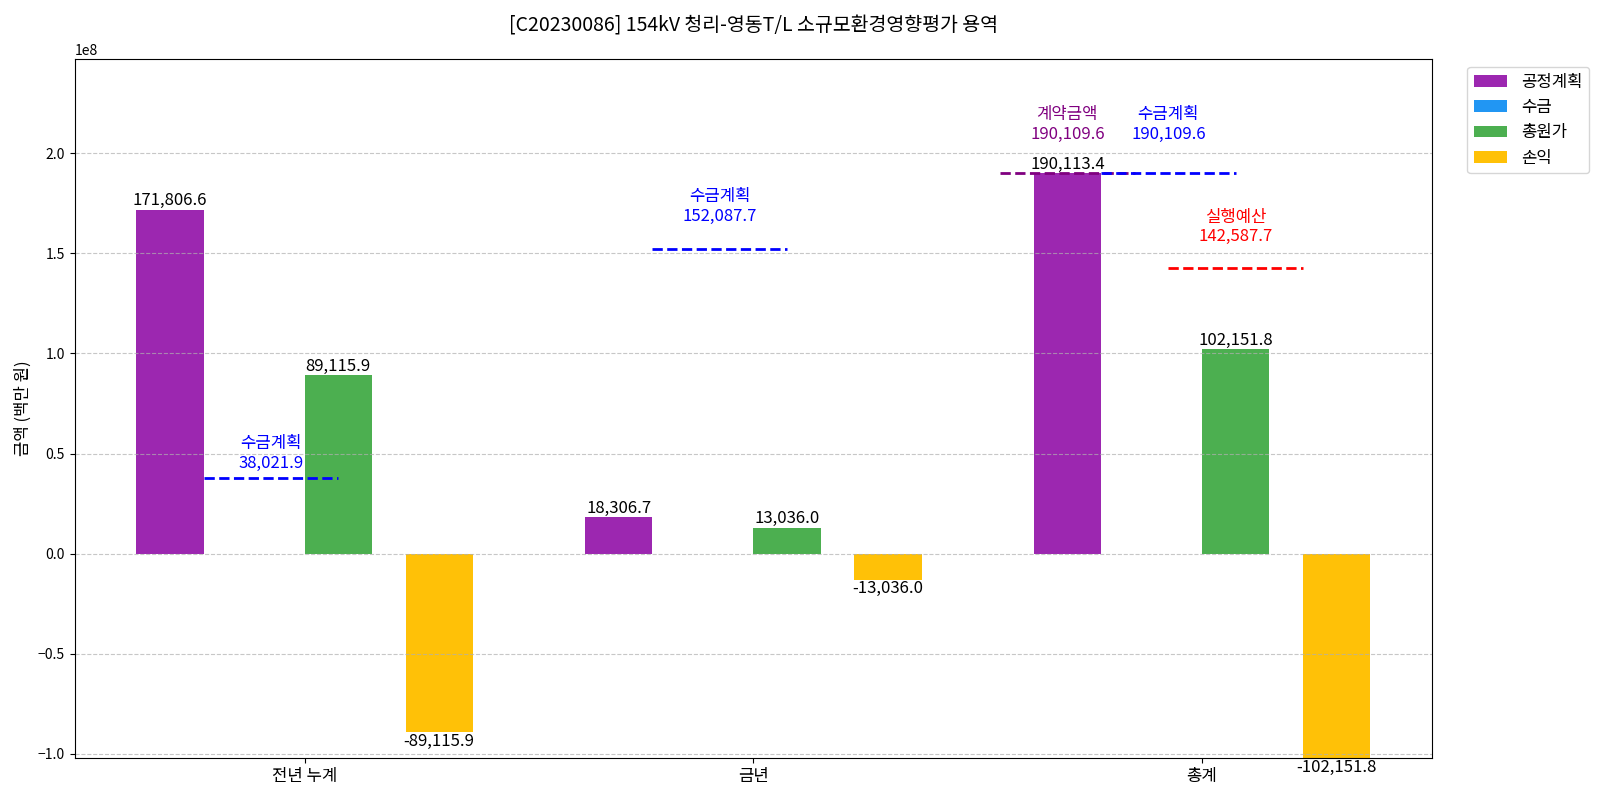 [C20230086] 154kV 청리-영동T/L 소규모환경영향평가 용역
1e8
공정계획
수금
총원가
손익
계약금액
190,109.6
수금계획
190,109.6
2.0
190,113.4
171,806.6
수금계획
152,087.7
실행예산
142,587.7
1.5
102,151.8
1.0
89,115.9
금액 (백만 원)
수금계획
38,021.9
0.5
18,306.7
13,036.0
0.0
-13,036.0
−0.5
-89,115.9
−1.0
-102,151.8
전년 누계
금년
총계